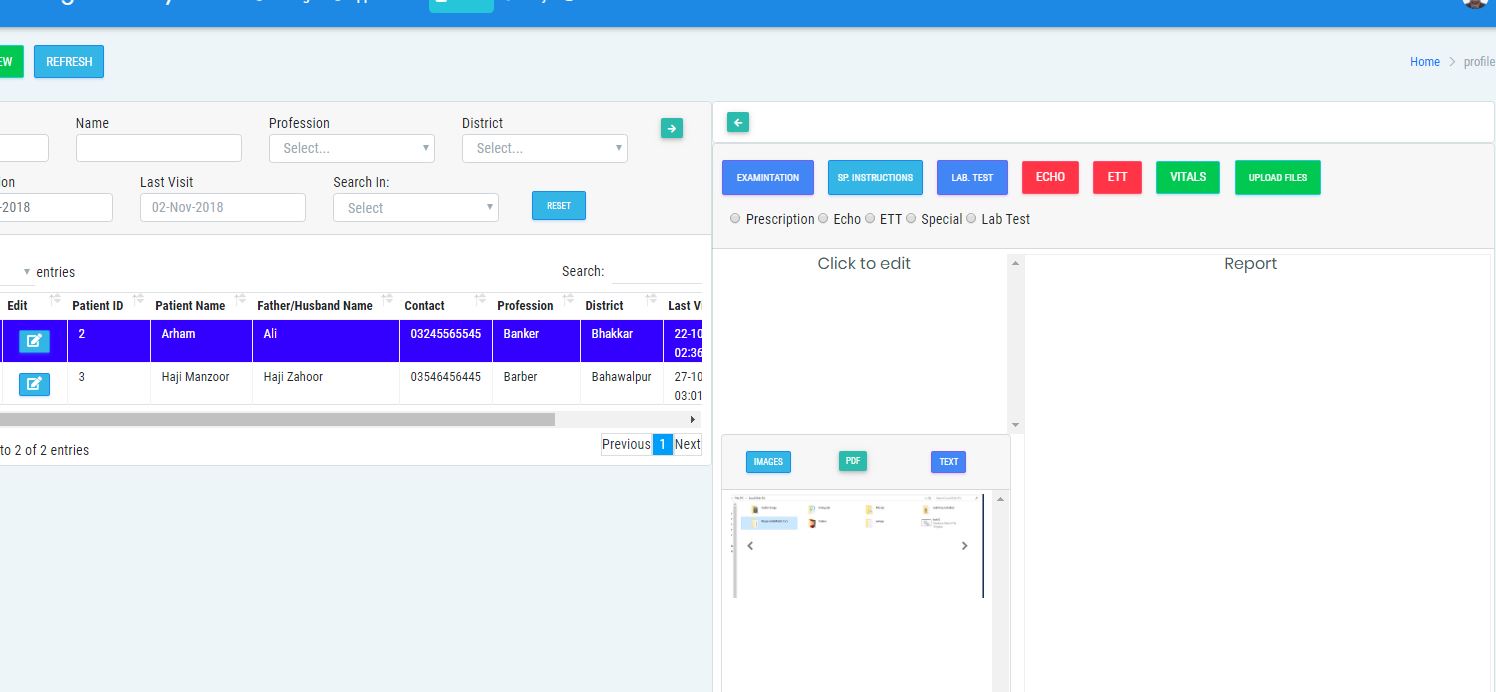 EW REFRESH
Home profile
Name Profession District
Select... Select...
ion Last Visit Search In:
-2018 02-Nov-2018 Select RESET
EXAMINTATION SP. INSTRUCTIONS LAB. TEST ECHO ETT VITALS UPLOAD FILES
Prescription Echo ETT Special Lab Test
entries Search:
Click to edit Report
Edit Patient ID Patient Name Father/Husband Name Contact Profession District Last Vi
2 Arham Ali 03245565545 Banker Bhakkar 22-10
02:36
3 Haji Manzoor Haji Zahoor 03546456445 Barber Bahawalpur 27-10
03:01
to 2 of 2 entries Previous 1 Next
IMAGES PDF TEXT